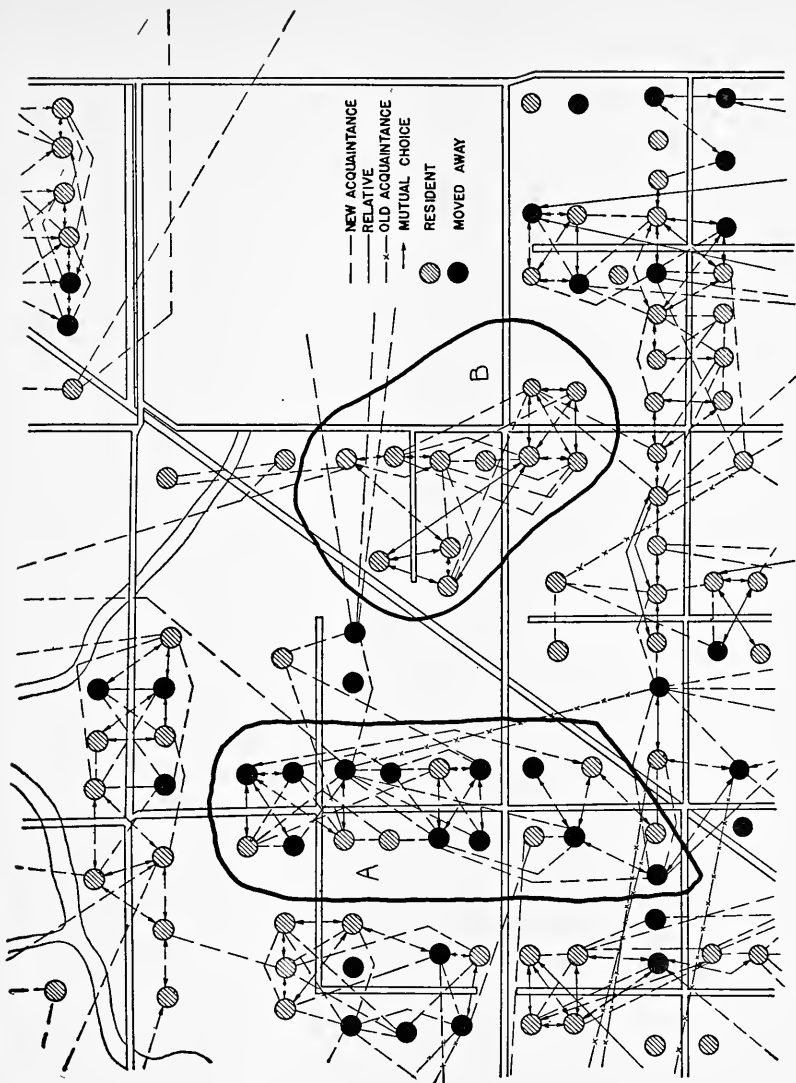 NEW ACQUAINTANCE
RELATIVE
OLD ACQUAINTANCE
MUTUAL CHOICE
RESIDENT
MOVED AWAY
B
A